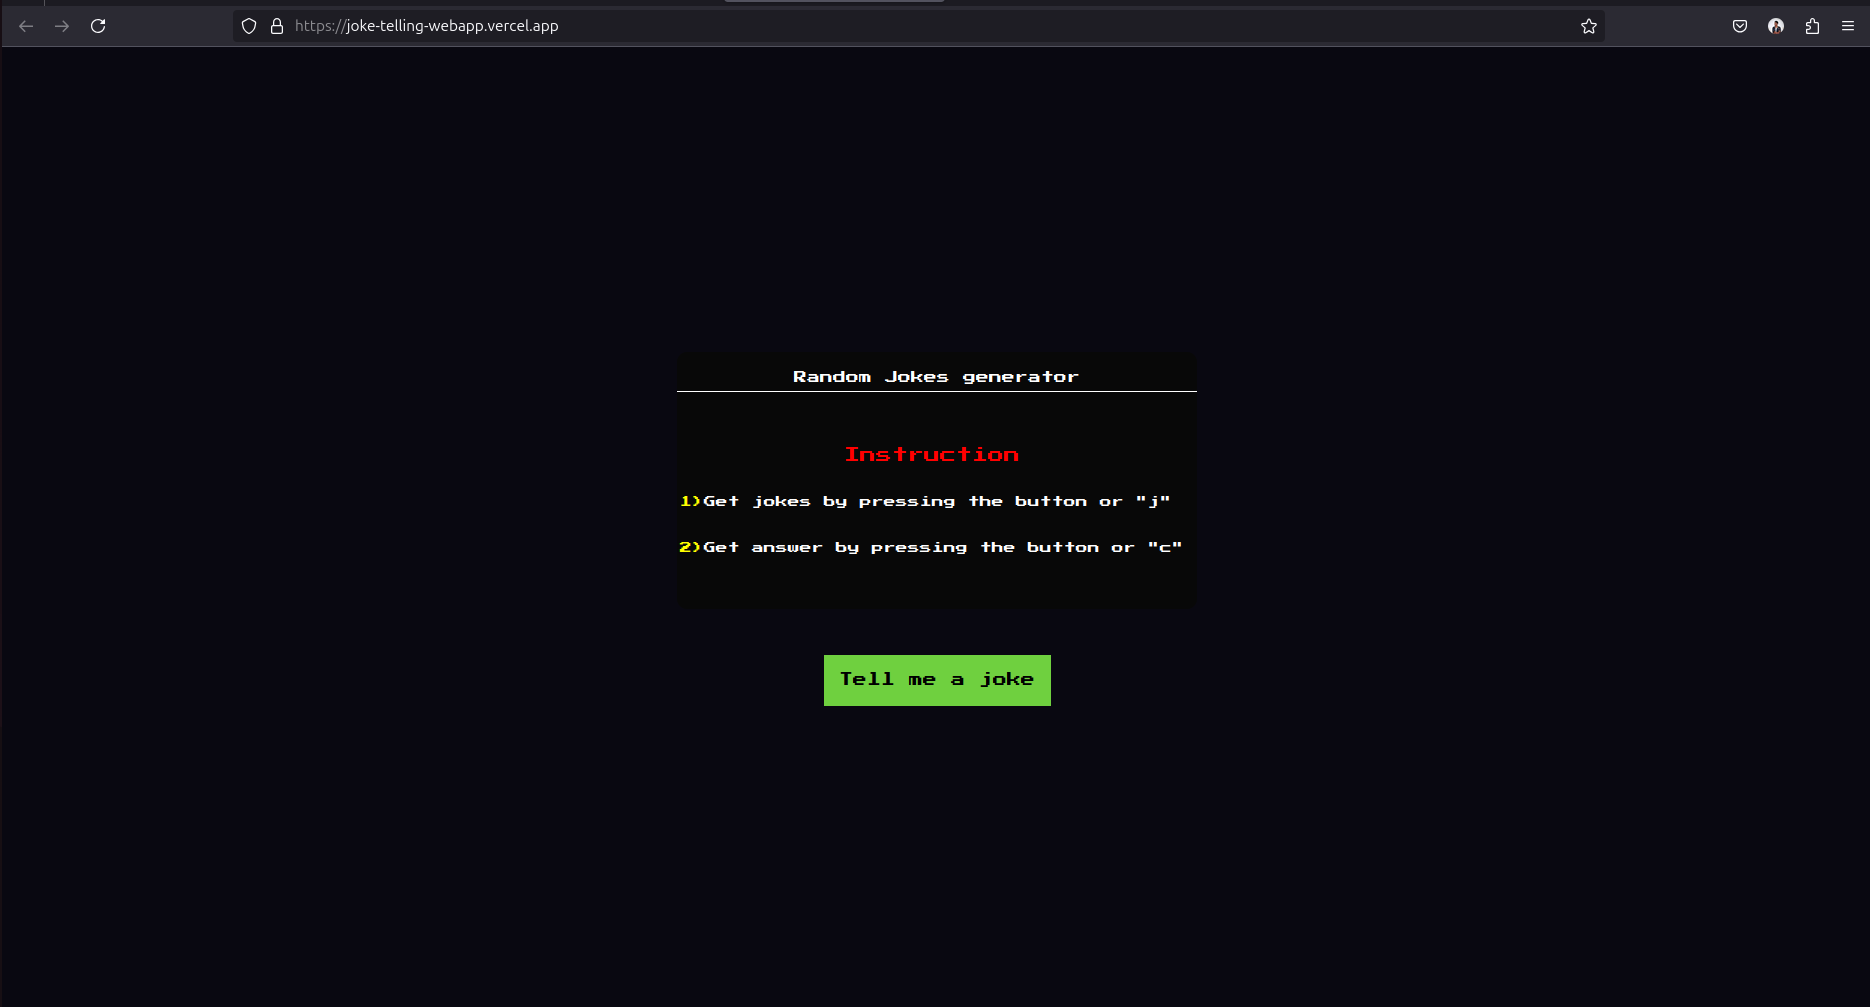 https://joke-telling-webapp.vercel.app
Random Jokes generator
Instruction
1)Get jokes by pressing the button or "j"
2)Get answer by pressing the button or "c"
Tell me a joke